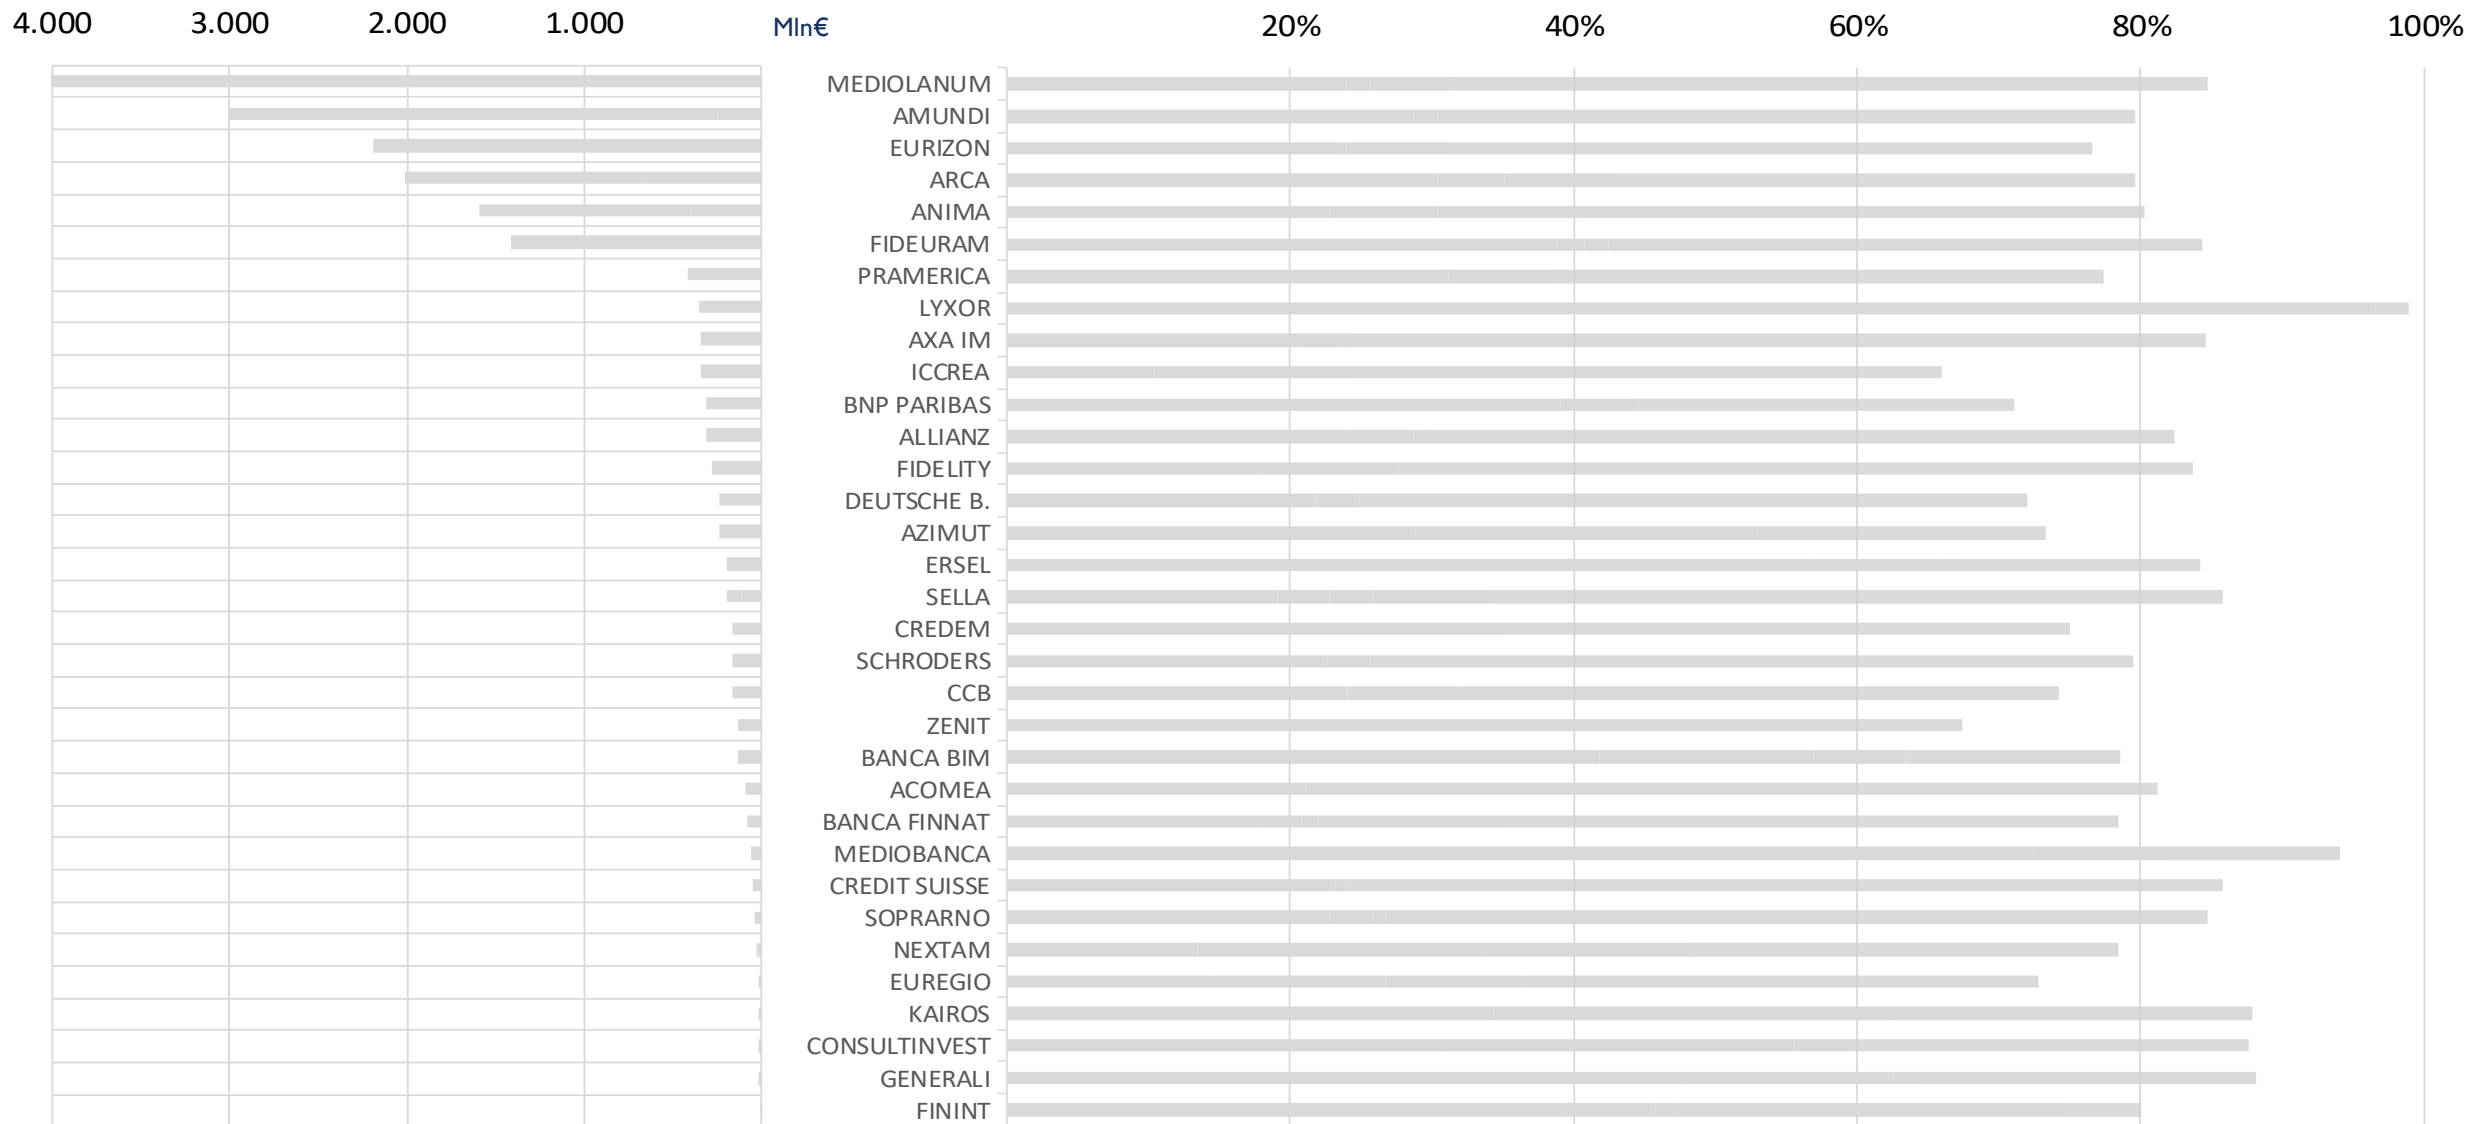 4.000 3.000 2.000 1.000 Mln€ 20% 40% 60% 80% 100%
MEDIOLANUM
AMUNDI
EURIZON
ARCA
ANIMA
FIDEURAM
PRAMERICA
LYXOR
AXA IM
ICCREA
BNP PARIBAS
ALLIANZ
FIDELITY
DEUTSCHE B.
AZIMUT
ERSEL
SELLA
CREDEM
SCHRODERS
CCB
ZENIT
BANCA BIM
ACOMEA
BANCA FINNAT
MEDIOBANCA
CREDIT SUISSE
SOPRARNO
NEXTAM
EUREGIO
KAIROS
CONSULTINVEST
GENERALI
FININT